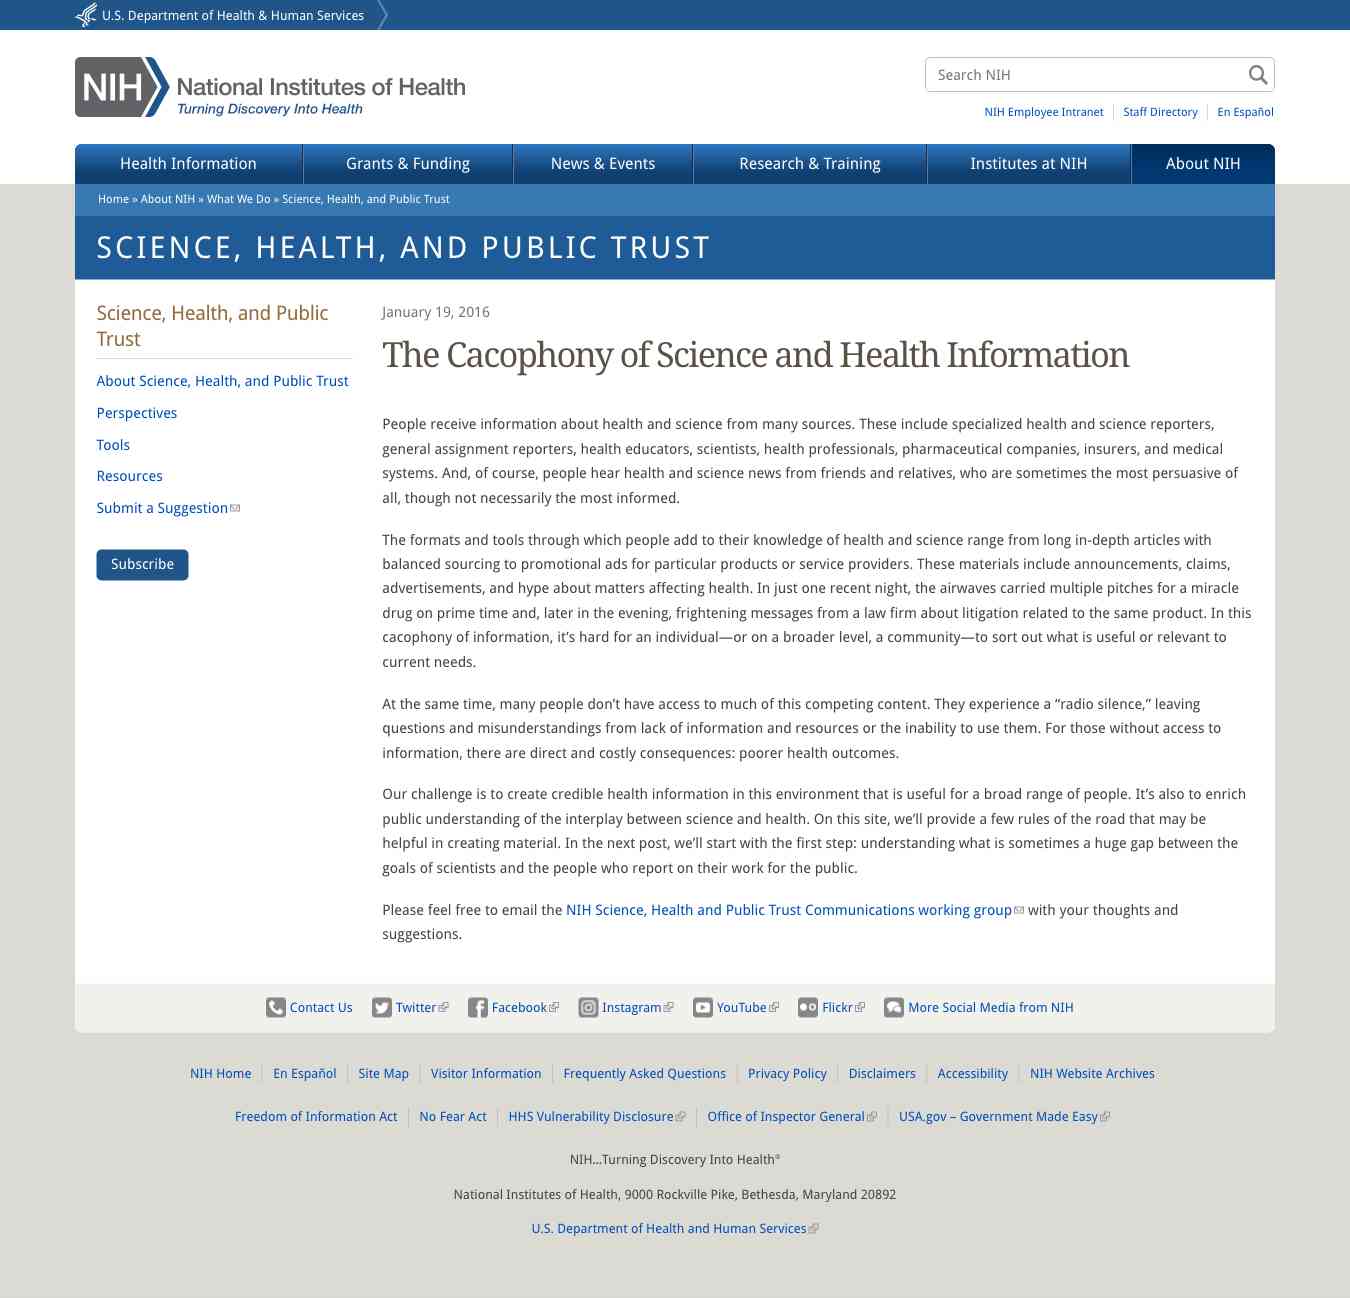 U.S. Department of Health & Human Services
NIH National Institutes of Health
Turning Discovery Into Health
Search NIH
NIH Employee Intranet
Staff Directory
En Español
Health Information
Grants & Funding
News & Events
Research & Training
Institutes at NIH
About NIH
Home » About NIH » What We Do » Science, Health, and Public Trust
SCIENCE, HEALTH, AND PUBLIC TRUST
Science, Health, and Public
Trust
About Science, Health, and Public Trust
Perspectives
Tools
Resources
Submit a Suggestion
Subscribe
January 19, 2016
The Cacophony of Science and Health Information
People receive information about health and science from many sources. These include specialized health and science reporters,
general assignment reporters, health educators, scientists, health professionals, pharmaceutical companies, insurers, and medical
systems. And, of course, people hear health and science news from friends and relatives, who are sometimes the most persuasive of
all, though not necessarily the most informed.
The formats and tools through which people add to their knowledge of health and science range from long in-depth articles with
balanced sourcing to promotional ads for particular products or service providers. These materials include announcements, claims,
advertisements, and hype about matters affecting health. In just one recent night, the airwaves carried multiple pitches for a miracle
drug on prime time and, later in the evening, frightening messages from a law firm about litigation related to the same product. In this
cacophony of information, it’s hard for an individual—or on a broader level, a community—to sort out what is useful or relevant to
current needs.
At the same time, many people don’t have access to much of this competing content. They experience a “radio silence,” leaving
questions and misunderstandings from lack of information and resources or the inability to use them. For those without access to
information, there are direct and costly consequences: poorer health outcomes.
Our challenge is to create credible health information in this environment that is useful for a broad range of people. It’s also to enrich
public understanding of the interplay between science and health. On this site, we’ll provide a few rules of the road that may be
helpful in creating material. In the next post, we’ll start with the first step: understanding what is sometimes a huge gap between the
goals of scientists and the people who report on their work for the public.
Please feel free to email the NIH Science, Health and Public Trust Communications working group with your thoughts and
suggestions.
Contact Us
Twitter
Facebook
Instagram
YouTube
Flickr
More Social Media from NIH
NIH Home
En Español
Site Map
Visitor Information
Frequently Asked Questions
Privacy Policy
Disclaimers
Accessibility
NIH Website Archives
Freedom of Information Act
No Fear Act
HHS Vulnerability Disclosure
Office of Inspector General
USA.gov – Government Made Easy
NIH…Turning Discovery Into Health®
National Institutes of Health, 9000 Rockville Pike, Bethesda, Maryland 20892
U.S. Department of Health and Human Services